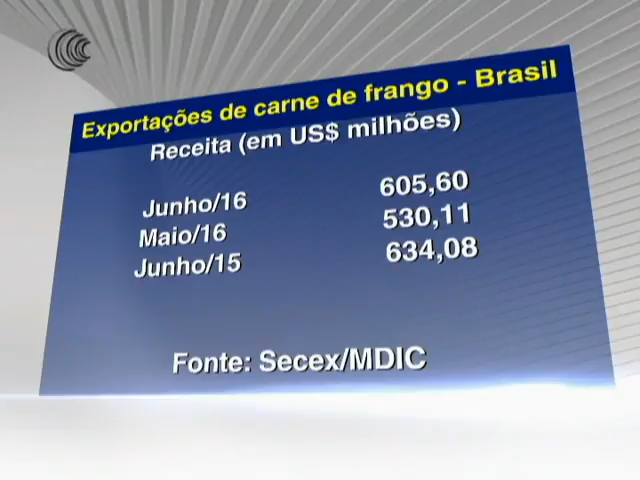 Exportações de carne de frango - Brasil
Receita (em US$ milhões)
Junho/16 605,60
Maio/16 530,11
Junho/15 634,08
Fonte: Secex/MDIC